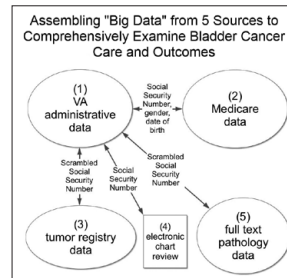 Assembling "Big Data" from 5 Sources to
Comprehensively Examine Bladder Cancer
Care and Outcomes
(1)
VA
administrative
data
Social
Security
Number,
gender,
date of
birth
(2)
Medicare
data
Scrambled
Social
Security
Number
Social
Security
Number
Scrambled
Social
Security
Number
(3)
tumor registry
data
(4)
electronic
chart
review
(5)
full text
pathology
data